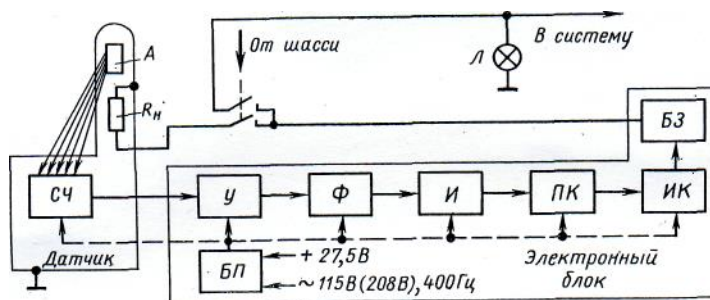 От шасси
В систему
А
Л
Rн
БЗ
СЧ
У
Ф
И
ПК
ИК
Датчик
БП
+ 27,5В
~115В(208В), 400Гц
Электронный
блок